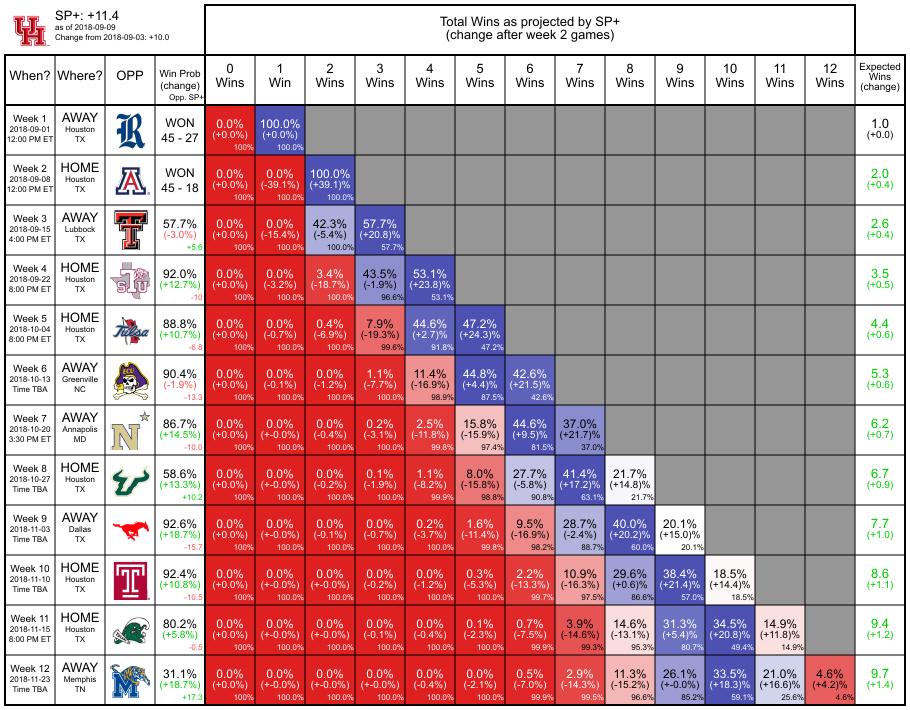 SP+: +11.4
as of 2018-09-09
Change from 2018-09-03: +10.0
Total Wins as projected by SP+
(change after week 2 games)
When? Where? OPP Win Prob (change) Opp. SP+ 0 Wins 1 Win 2 Wins 3 Wins 4 Wins 5 Wins 6 Wins 7 Wins 8 Wins 9 Wins 10 Wins 11 Wins 12 Wins Expected Wins (change)
Week 1 AWAY R WON 0.0% 100.0% 1.0
2018-09-01 Houston 45 - 27 (+0.0%) (+0.0%) (+0.0)
12:00 PM ET TX 100% 100.0%
Week 2 HOME A WON 0.0% 0.0% 100.0% 2.0
2018-09-08 Houston 45 - 18 (+0.0%) (-39.1%) (+39.1)% (+0.4)
12:00 PM ET TX 100% 100.0% 100.0%
Week 3 AWAY T 57.7% 0.0% 0.0% 42.3% 57.7% 2.6
2018-09-15 Lubbock (-3.0%) (+0.0%) (-15.4%) (-5.4%) (+20.8)% (+0.4)
4:00 PM ET TX +5.6 100% 100.0% 100.0% 57.7%
Week 4 HOME TSU 92.0% 0.0% 0.0% 3.4% 43.5% 53.1% 3.5
2018-09-22 Houston (+12.7%) (+0.0%) (-3.2%) (-18.7%) (-1.9%) (+23.8)% (+0.5)
8:00 PM ET TX -10 100% 100.0% 100.0% 96.6% 53.1%
Week 5 HOME Tulsa 88.8% 0.0% 0.0% 0.4% 7.9% 44.6% 47.2% 4.4
2018-10-04 Houston (+10.7%) (+0.0%) (-0.7%) (-6.9%) (-19.3%) (+2.7)% (+24.3)% (+0.6)
8:00 PM ET TX -6.8 100% 100.0% 100.0% 99.6% 91.8% 47.2%
Week 6 AWAY ECU 90.4% 0.0% 0.0% 0.0% 1.1% 11.4% 44.8% 42.6% 5.3
2018-10-13 Greenville (-1.9%) (+0.0%) (-0.1%) (-1.2%) (-7.7%) (-16.9%) (+4.4)% (+21.5)% (+0.6)
Time TBA NC -13.3 100% 100.0% 100.0% 100.0% 98.9% 87.5% 42.6%
Week 7 AWAY N 86.7% 0.0% 0.0% 0.0% 0.2% 2.5% 15.8% 44.6% 37.0% 6.2
2018-10-20 Annapolis (+14.5%) (+0.0%) (+-0.0%) (-0.4%) (-3.1%) (-11.8%) (-15.9%) (+9.5)% (+21.7)% (+0.7)
3:30 PM ET MD -10.0 100% 100.0% 100.0% 100.0% 99.8% 97.4% 81.5% 37.0%
Week 8 HOME 58.6% 0.0% 0.0% 0.0% 0.1% 1.1% 8.0% 27.7% 41.4% 21.7% 6.7
2018-10-27 Houston (+13.3%) (+0.0%) (+-0.0%) (-0.2%) (-1.9%) (-8.2%) (-15.8%) (-5.8%) (+17.2)% (+14.8)% (+0.9)
Time TBA TX +10.2 100% 100.0% 100.0% 100.0% 99.9% 98.8% 90.8% 63.1% 21.7%
Week 9 AWAY 92.6% 0.0% 0.0% 0.0% 0.0% 0.2% 1.6% 9.5% 28.7% 40.0% 20.1% 7.7
2018-11-03 Dallas (+18.7%) (+0.0%) (+-0.0%) (-0.1%) (-0.7%) (-3.7%) (-11.4%) (-16.9%) (-2.4%) (+20.2)% (+15.0)% (+1.0)
Time TBA TX -15.7 100% 100.0% 100.0% 100.0% 100.0% 99.8% 98.2% 88.7% 60.0% 20.1%
Week 10 HOME T 92.4% 0.0% 0.0% 0.0% 0.0% 0.0% 0.3% 2.2% 10.9% 29.6% 38.4% 18.5% 8.6
2018-11-10 Houston (+10.8%) (+0.0%) (+-0.0%) (+-0.0%) (-0.2%) (-1.2%) (-5.3%) (-13.3%) (-16.3%) (+0.6)% (+21.4)% (+14.4)% (+1.1)
Time TBA TX -10.5 100% 100.0% 100.0% 100.0% 100.0% 100.0% 99.7% 97.5% 86.6% 57.0% 18.5%
Week 11 HOME 80.2% 0.0% 0.0% 0.0% 0.0% 0.0% 0.1% 0.7% 3.9% 14.6% 31.3% 34.5% 14.9% 9.4
2018-11-15 Houston (+5.8%) (+0.0%) (+-0.0%) (+-0.0%) (-0.1%) (-0.4%) (-2.3%) (-7.5%) (-14.6%) (-13.1%) (+5.4)% (+20.8)% (+11.8)% (+1.2)
8:00 PM ET TX -0.5 100% 100.0% 100.0% 100.0% 100.0% 100.0% 99.9% 99.3% 95.3% 80.7% 49.4% 14.9%
Week 12 AWAY M 31.1% 0.0% 0.0% 0.0% 0.0% 0.0% 0.0% 0.5% 2.9% 11.3% 26.1% 33.5% 21.0% 4.6% 9.7
2018-11-23 Memphis (+18.7%) (+0.0%) (+-0.0%) (+-0.0%) (+-0.0%) (-0.4%) (-2.1%) (-7.0%) (-14.3%) (-15.2%) (+-0.0)% (+18.3)% (+16.6)% (+4.2)% (+1.4)
Time TBA TN +17.3 100% 100.0% 100.0% 100.0% 100.0% 100.0% 99.9% 99.5% 96.6% 85.2% 59.1% 25.6% 4.6%